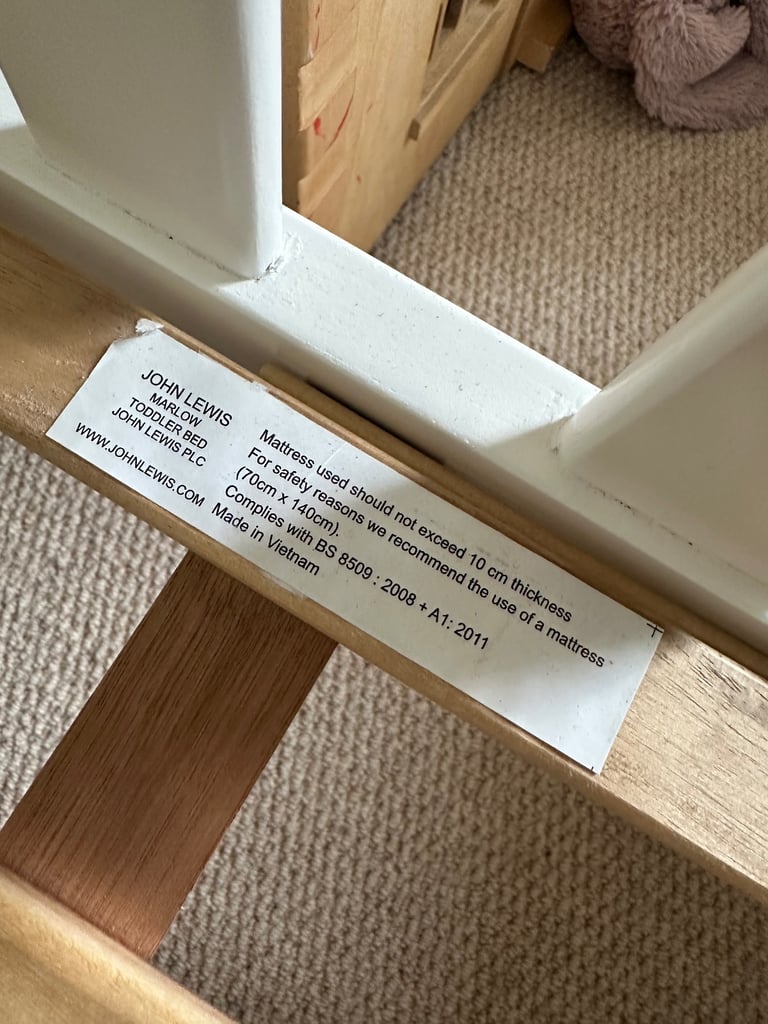 JOHN LEWIS
MARLOW
TODDLER BED
JOHN LEWIS PLC
WWW.JOHNLEWIS.COM
Mattress used should not exceed 10 cm thickness
For safety reasons we recommend the use of a mattress
(70cm x 140cm).
Complies with BS 8509 : 2008 + A1: 2011
Made in Vietnam